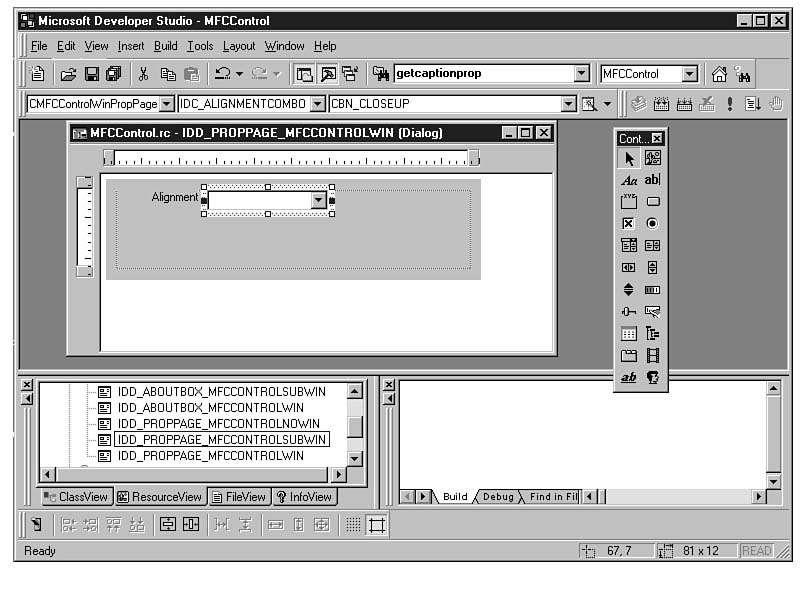 Microsoft Developer Studio - MFCControl
File Edit View Insert Build Tools Layout Window Help
getcaptionprop MFCControl
CMFCControlWinPropPage IDC_ALIGNMENTCOMBO CBN_CLOSEUP
MFCControl.rc - IDD_PROPPAGE_MFCCONTROLWIN (Dialog)
Cont...
Alignment
Aa ab
XYZ
ab
IDD_ABOUTBOX_MFCCONTROLSUBWIN
IDD_ABOUTBOX_MFCCONTROLWIN
IDD_PROPPAGE_MFCCONTROLNOWIN
IDD_PROPPAGE_MFCCONTROLSUBWIN
IDD_PROPPAGE_MFCCONTROLWIN
ClassView ResourceView FileView InfoView
Build Debug Find in Fil
Ready 67, 7 81 x 12 READ